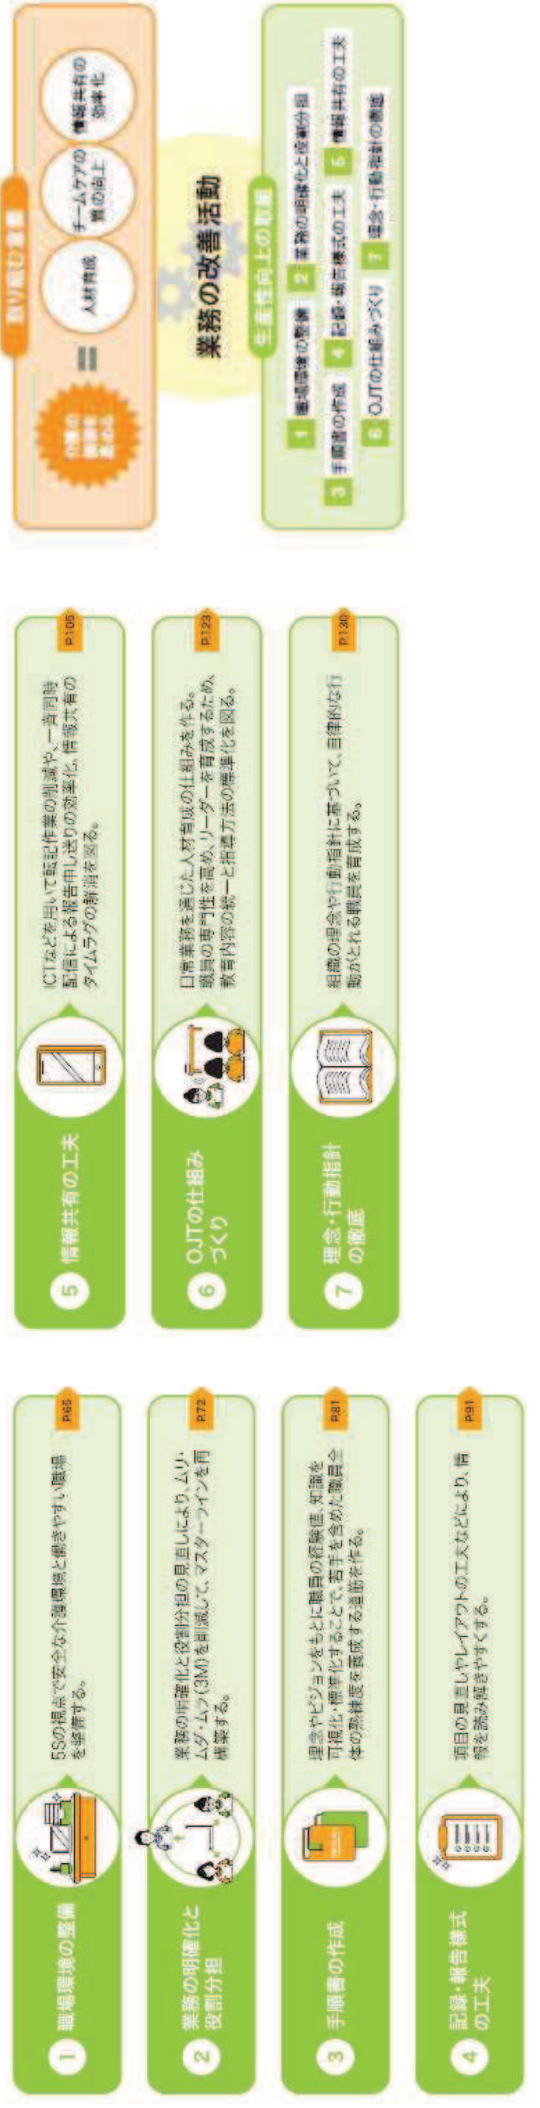 1 職場環境の整備
5Sの視点で安全な介護環境と働きやすい職場
を整備する。
P.65
2 業務の明確化と
役割分担
業務の明確化と役割分担の見直しにより、ムリ・
ムダ・ムラ(3M)を削減して、マスターラインを再
構築する。
P.72
3 手順書の作成
理念やビジョンをもとに職員の経験値、知識を
可視化・標準化することで、若手を含めた職員全
体の熟練度を養成する道筋を作る。
P.81
4 記録・報告様式
の工夫
項目の見直しやレイアウトの工夫などにより、情
報を読み解きやすくする。
P.91
5 情報共有の工夫
ICTなどを用いて転記作業の削減や、一斉同時
配信による報告申し送りの効率化、情報共有の
タイムラグの解消を図る。
P.105
6 OJTの仕組み
づくり
日常業務を通じた人材育成の仕組みを作る。
職員の専門性を高め、リーダーを育成するため、
教育内容の統一と指導方法の標準化を図る。
P.123
7 理念・行動指針
の徹底
組織の理念や行動指針に基づいて、自律的な行
動がとれる職員を育成する。
P.130
取り組む意義
介護の
価値を
高める
=
人材育成
チームケアの
質の向上
情報共有の
効率化
業務の改善活動
生産性向上の取組
1 職場環境の整備
2 業務の明確化と役割分担
3 手順書の作成
4 記録・報告様式の工夫
5 情報共有の工夫
6 OJTの仕組みづくり
7 理念・行動指針の徹底